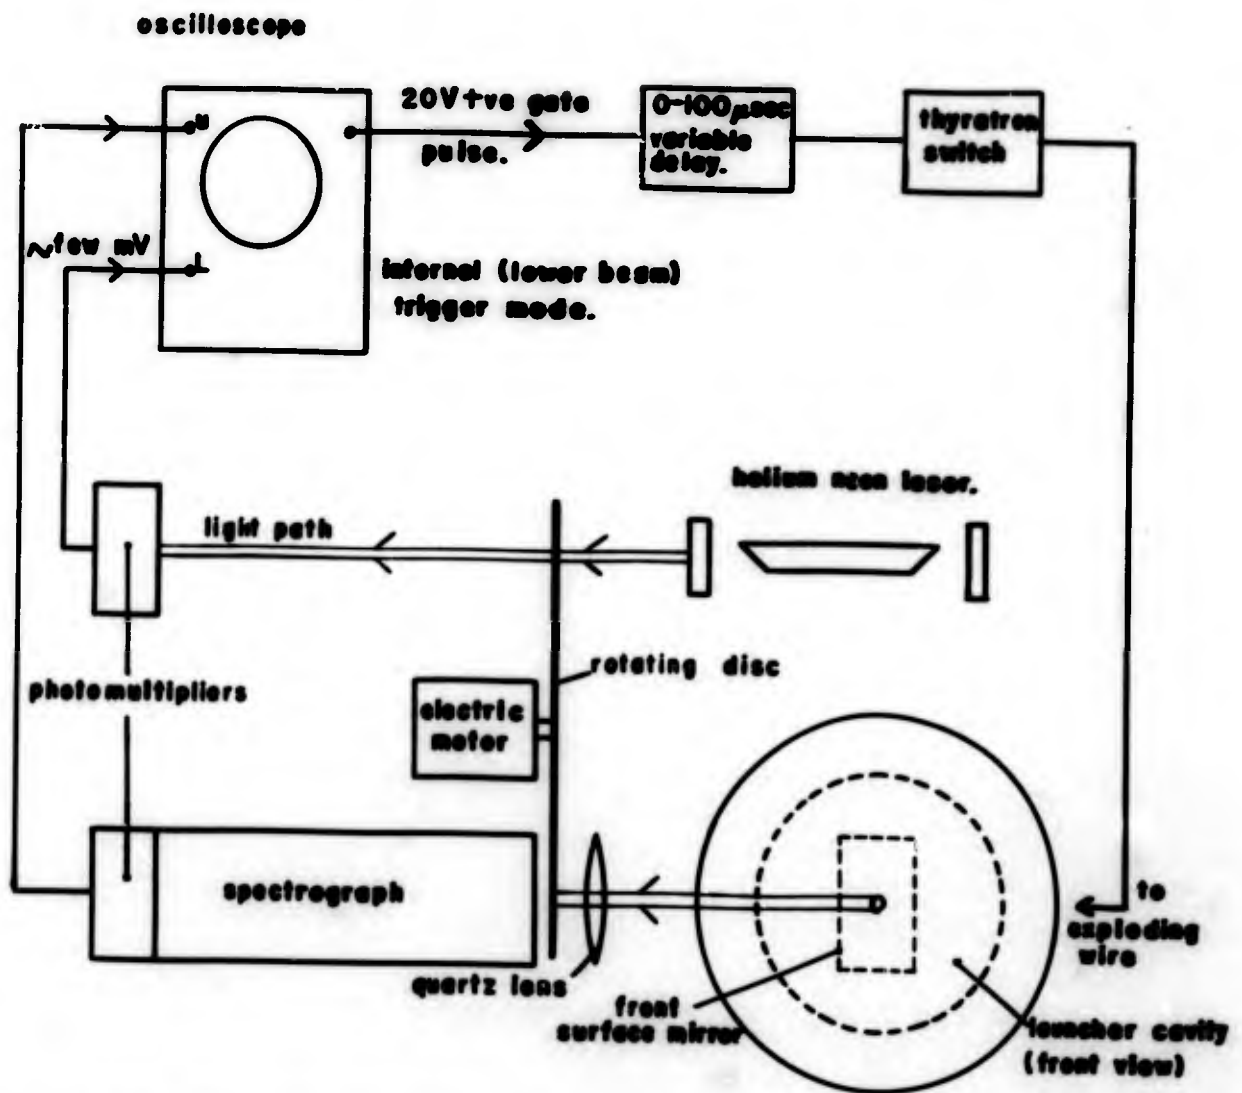 oscilloscope
20V +ve gate
pulse.
0-100μsec
variable
delay.
thyratron
switch
U
~few mV
L
internal (lower beam)
trigger mode.
helium neon laser.
light path
rotating disc
photomultipliers
electric
motor
spectrograph
to
exploding
wire
quartz lens
front
surface mirror
launcher cavity
(front view)